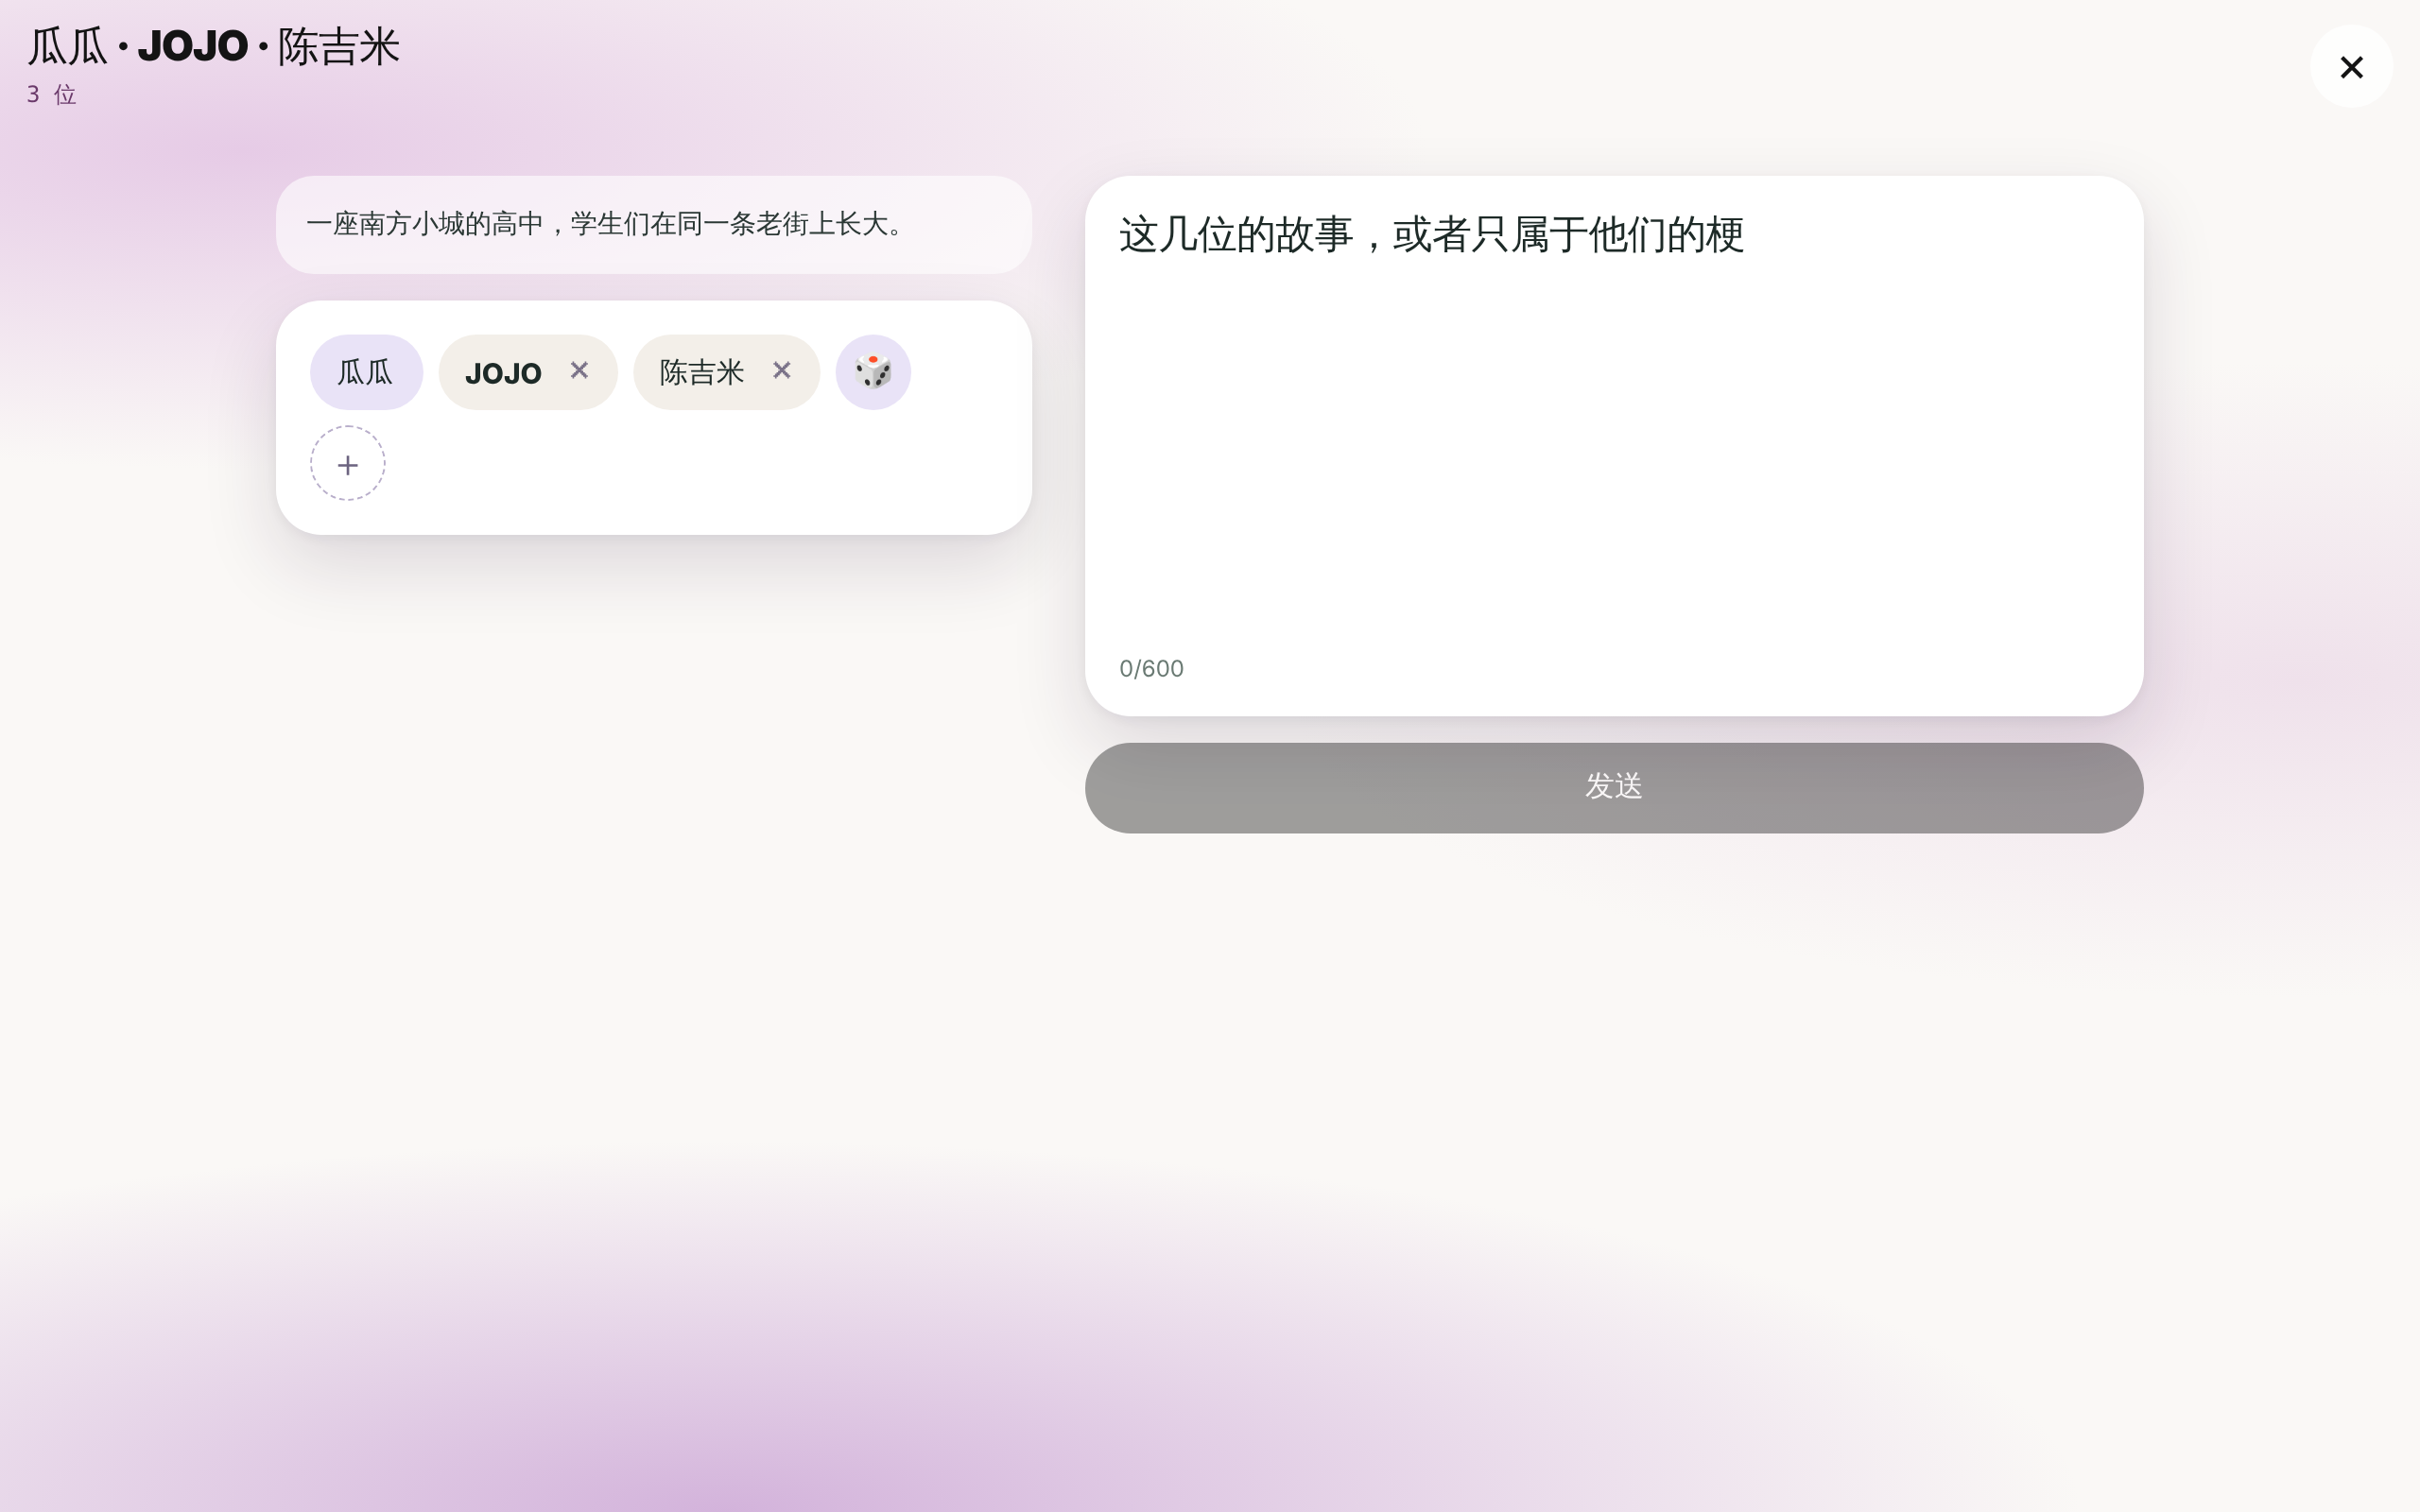 瓜瓜 · JOJO · 陈吉米
3 位
一座南方小城的高中，学生们在同一条老街上长大。
瓜瓜 JOJO × 陈吉米 ×
+
这几位的故事，或者只属于他们的梗
0/600
发送